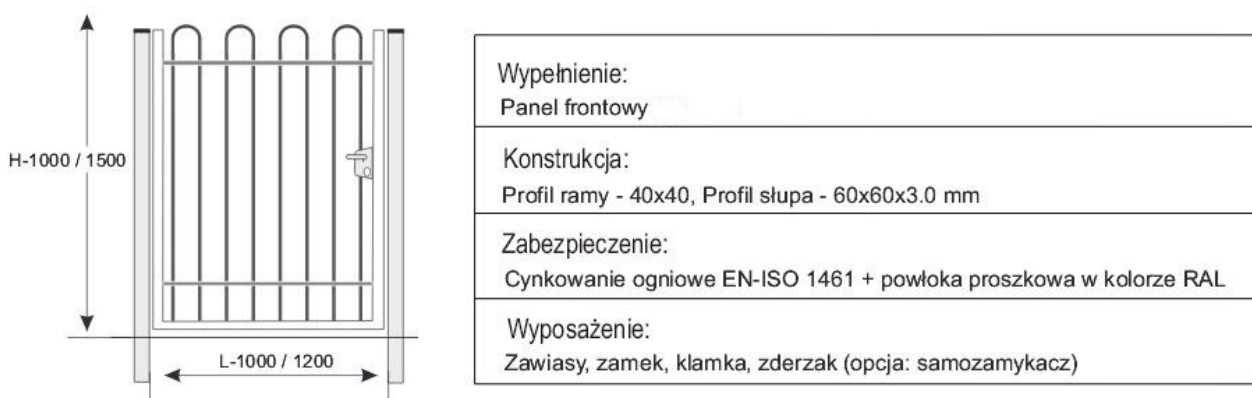 H-1000 / 1500
L-1000 / 1200
Wypełnienie:
Panel frontowy
Konstrukcja:
Profil ramy - 40x40, Profil słupa - 60x60x3.0 mm
Zabezpieczenie:
Cynkowanie ogniowe EN-ISO 1461 + powłoka proszkowa w kolorze RAL
Wyposażenie:
Zawiasy, zamek, klamka, zderzak (opcja: samozamykacz)